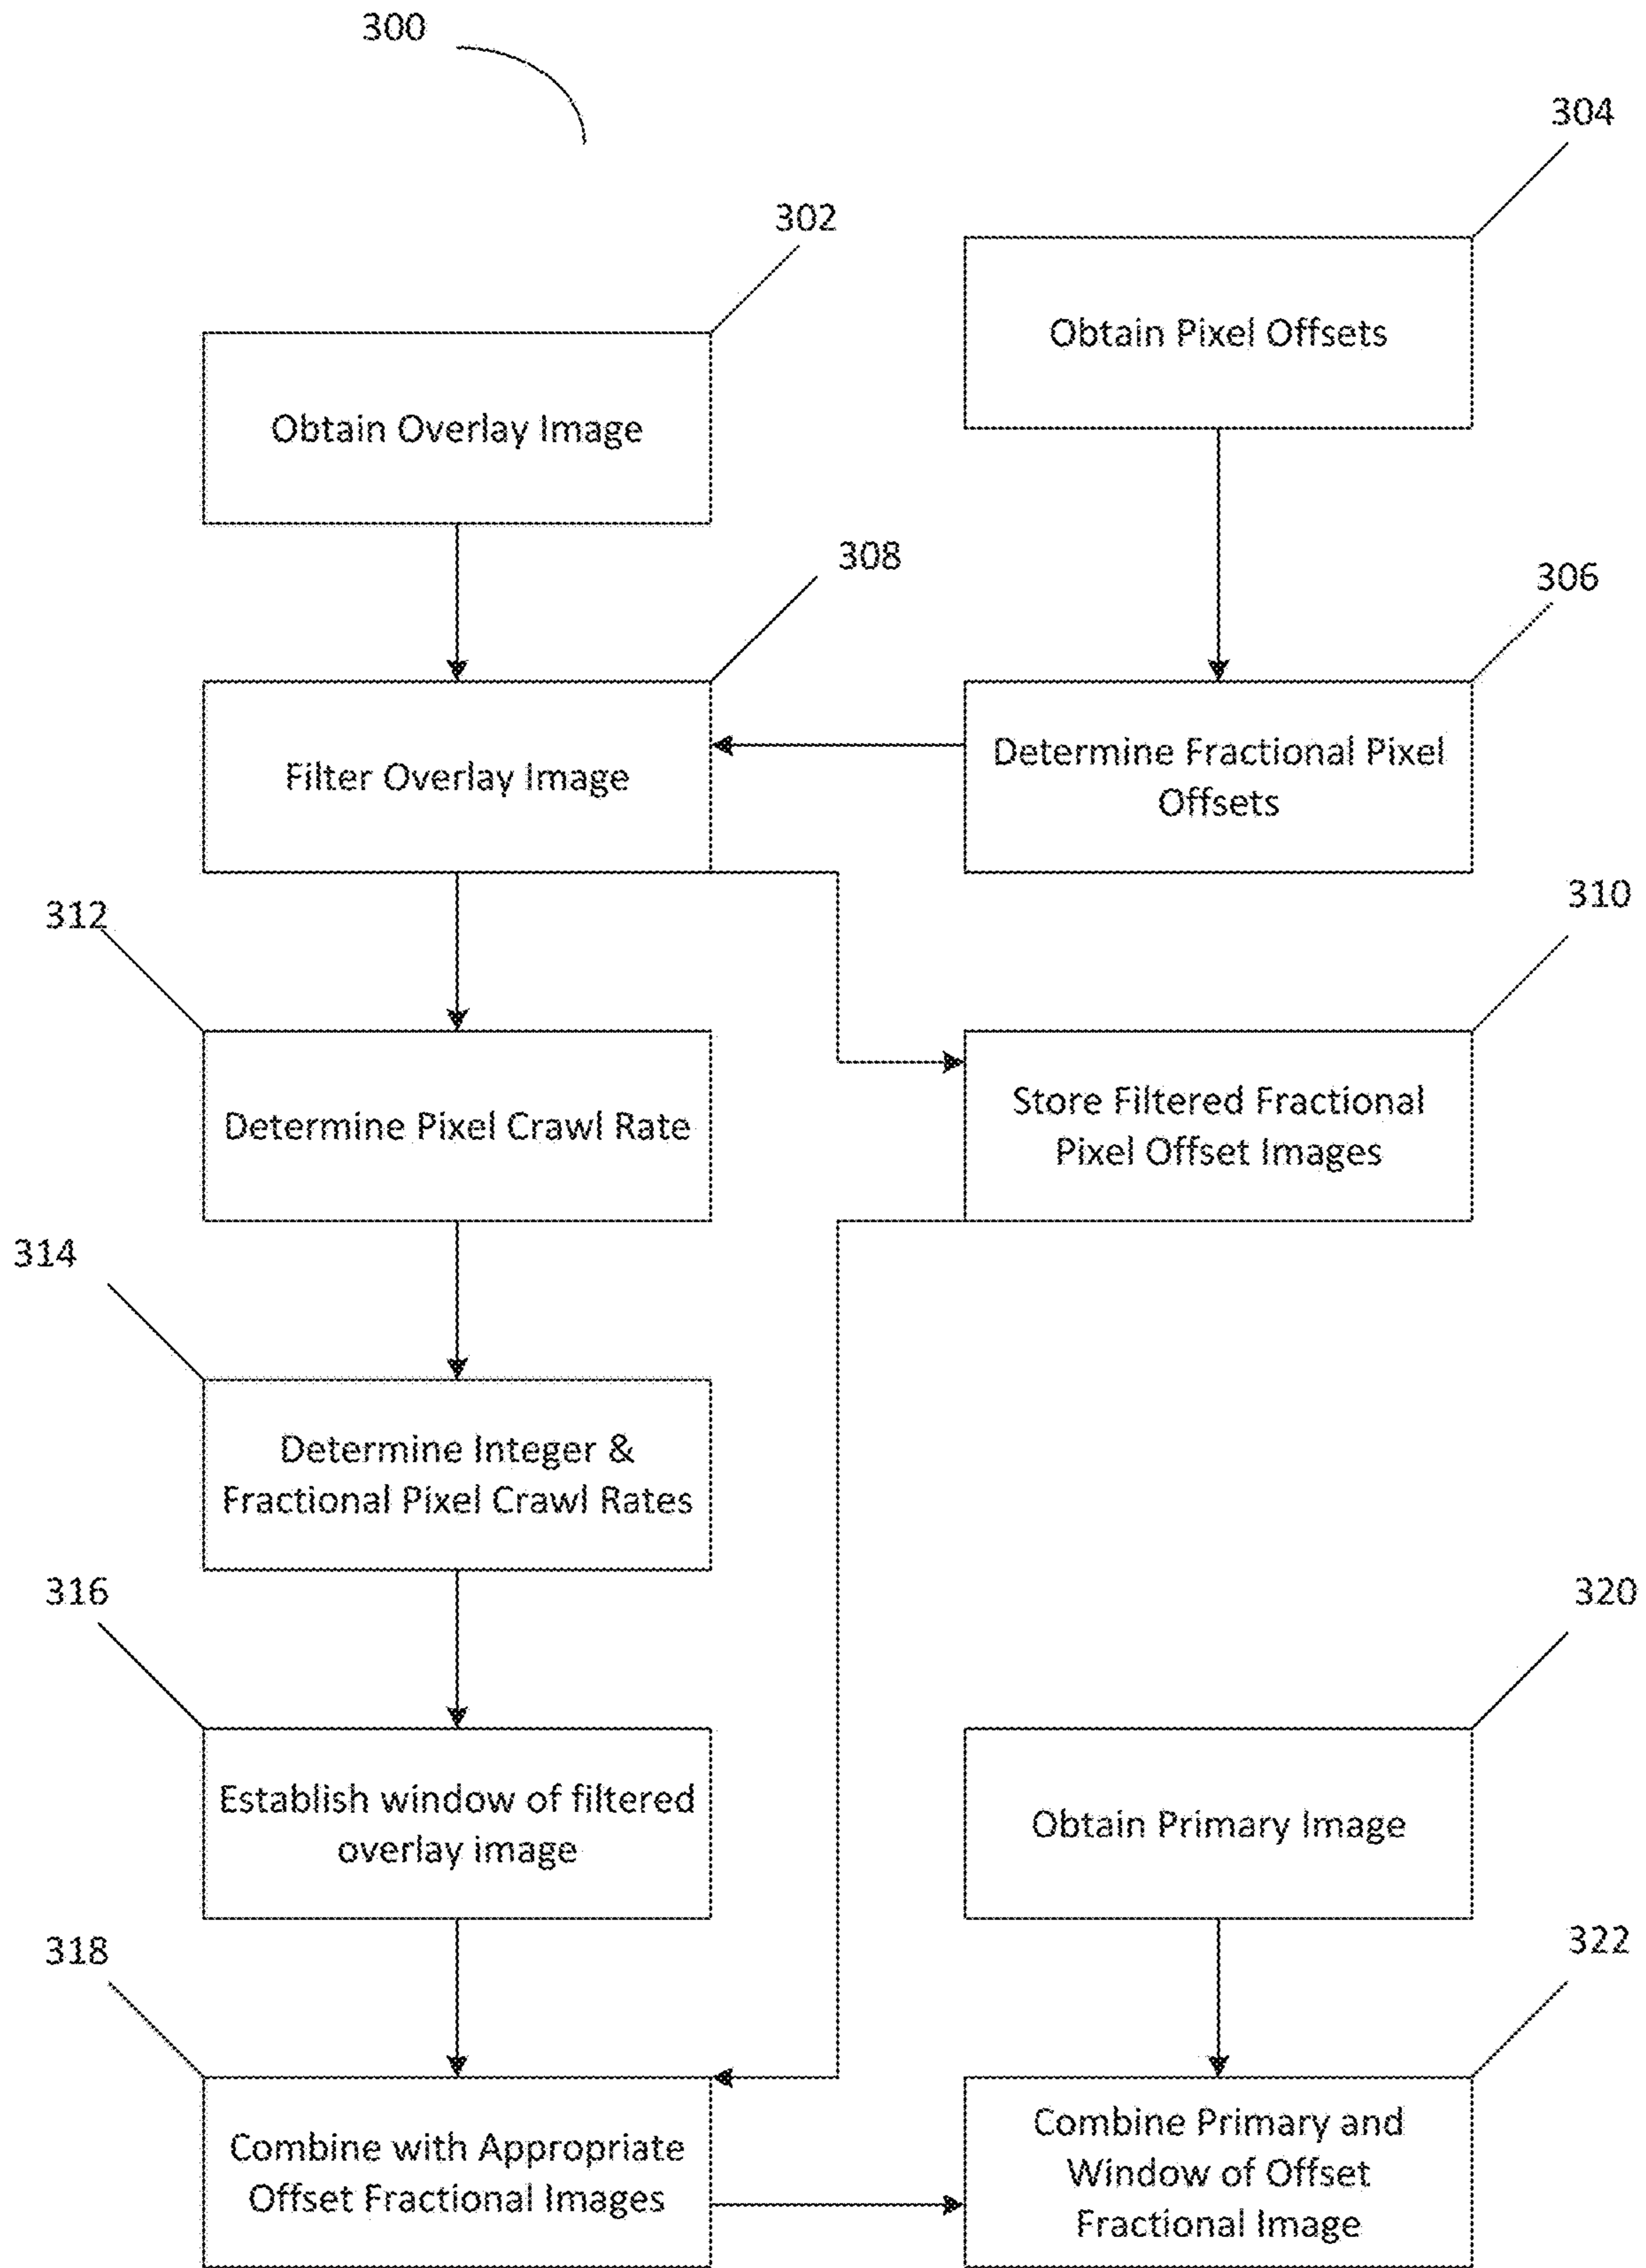 300
304
302
Obtain Pixel Offsets
Obtain Overlay Image
308
306
Determine Fractional Pixel
Offsets
Filter Overlay Image
310
312
Store Filtered Fractional
Pixel Offset Images
Determine Pixel Crawl Rate
314
Determine Integer &
Fractional Pixel Crawl Rates
316
320
Establish window of filtered
overlay image
Obtain Primary Image
318
322
Combine with Appropriate
Offset Fractional Images
Combine Primary and
Window of Offset
Fractional Image